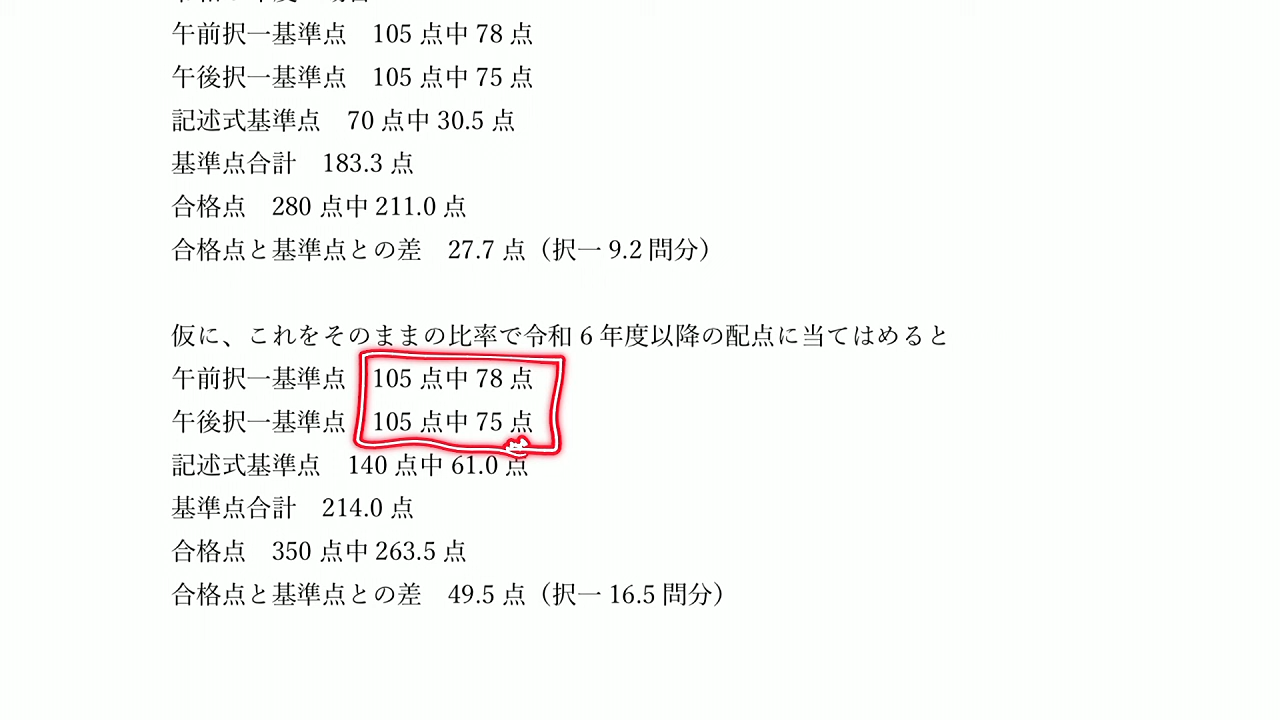 午前択一基準点　105 点中 78 点
午後択一基準点　105 点中 75 点
記述式基準点　70 点中 30.5 点
基準点合計　183.3 点
合格点　280 点中 211.0 点
合格点と基準点との差　27.7 点（択一 9.2 問分）
仮に、これをそのままの比率で令和 6 年度以降の配点に当てはめると
午前択一基準点　105 点中 78 点
午後択一基準点　105 点中 75 点
記述式基準点　140 点中 61.0 点
基準点合計　214.0 点
合格点　350 点中 263.5 点
合格点と基準点との差　49.5 点（択一 16.5 問分）